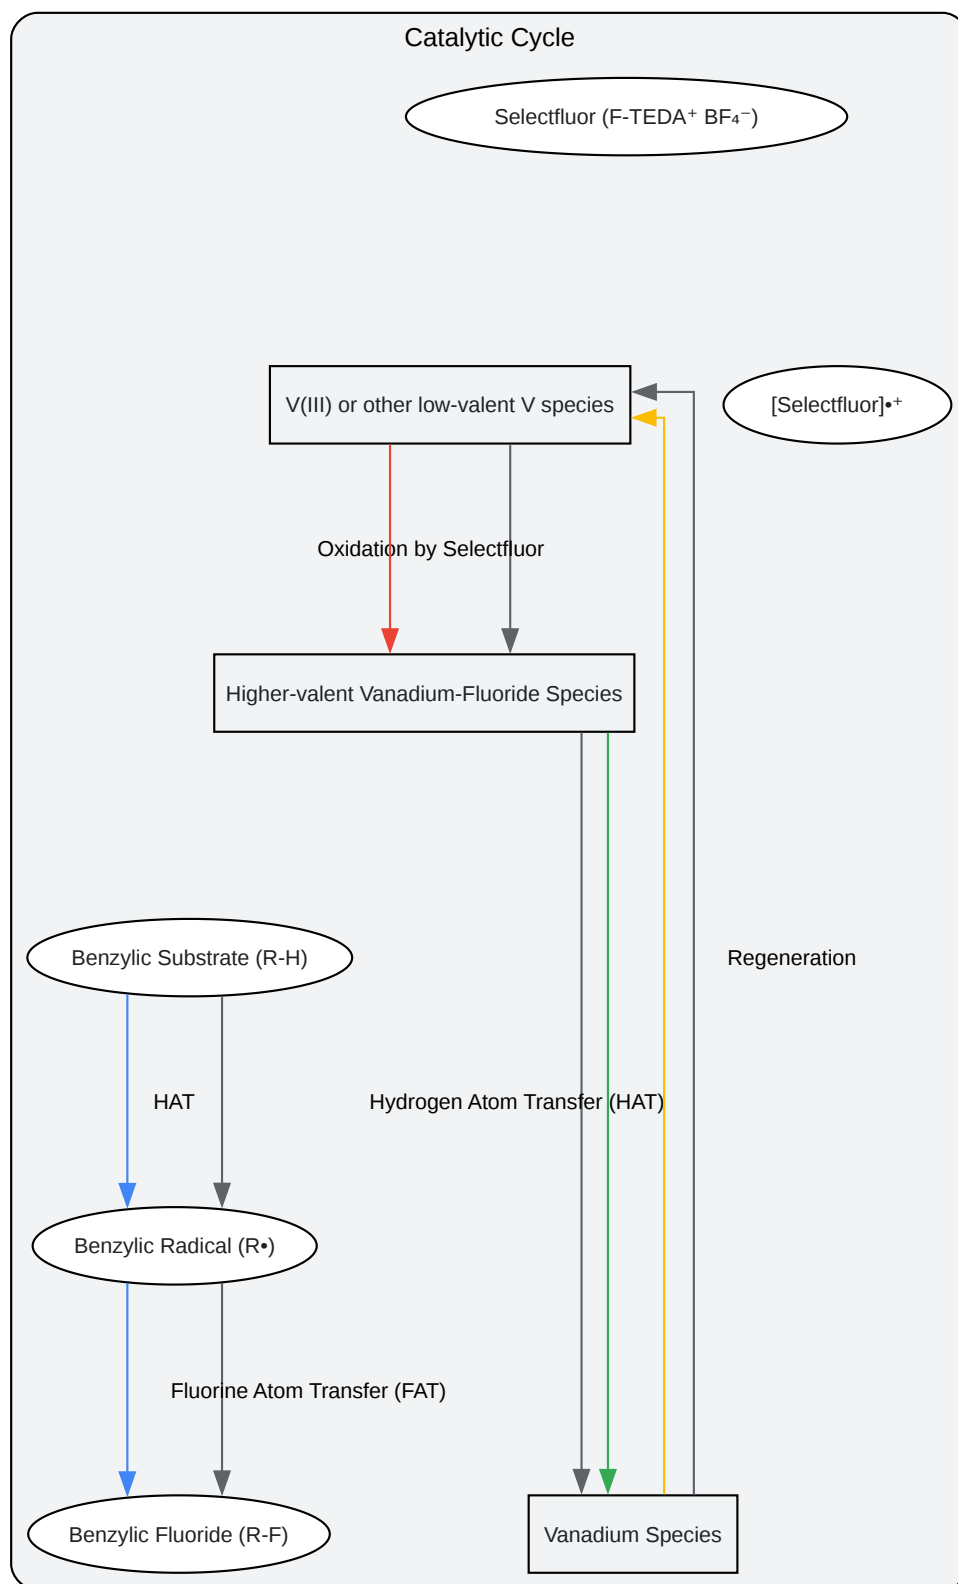 Catalytic Cycle
Selectfluor (F-TEDA⁺ BF₄⁻)
V(III) or other low-valent V species
[Selectfluor]•⁺
Oxidation by Selectfluor
Higher-valent Vanadium-Fluoride Species
Benzylic Substrate (R-H)
Regeneration
HAT
Hydrogen Atom Transfer (HAT)
Benzylic Radical (R•)
Fluorine Atom Transfer (FAT)
Benzylic Fluoride (R-F)
Vanadium Species